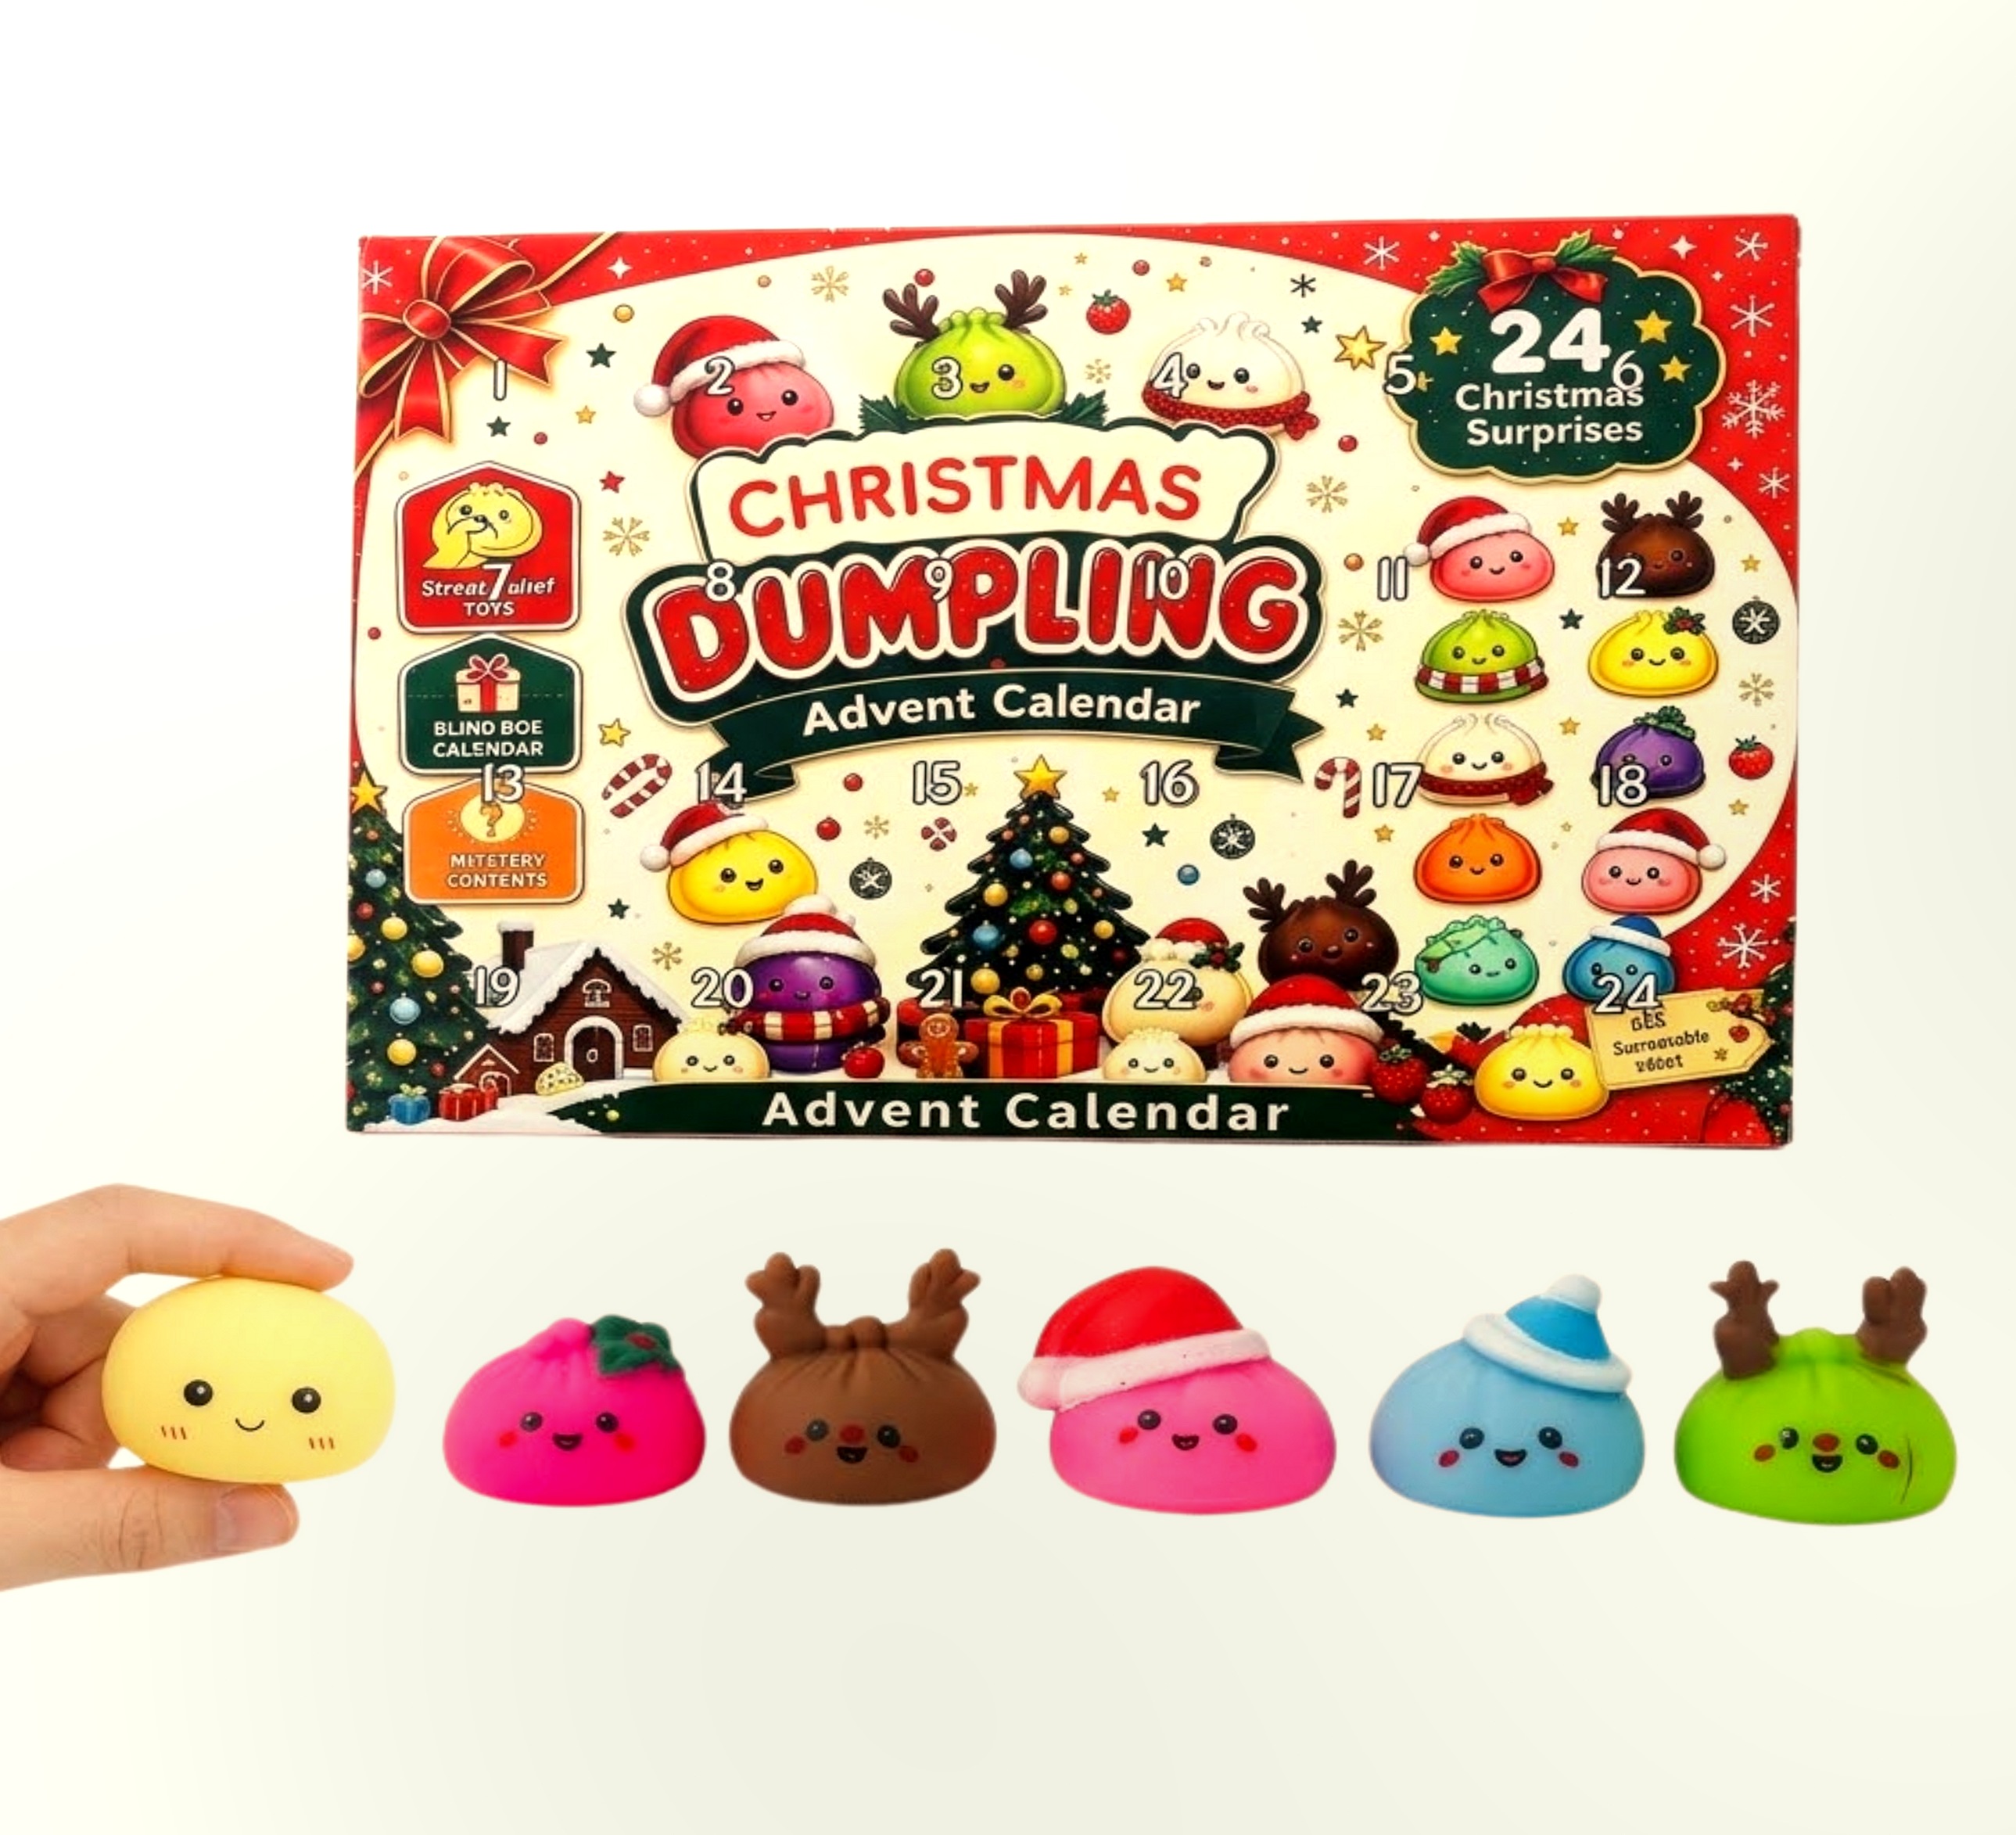 24
Christmas
Surprises
1
2
3
4
5
6
CHRISTMAS
DUMPLING
Advent Calendar
7
TOYS
8
9
10
11
12
BLIND BOE
CALENDAR
13
14
15
16
17
18
MITETERY
CONTENTS
19
20
21
22
23
24
Advent Calendar